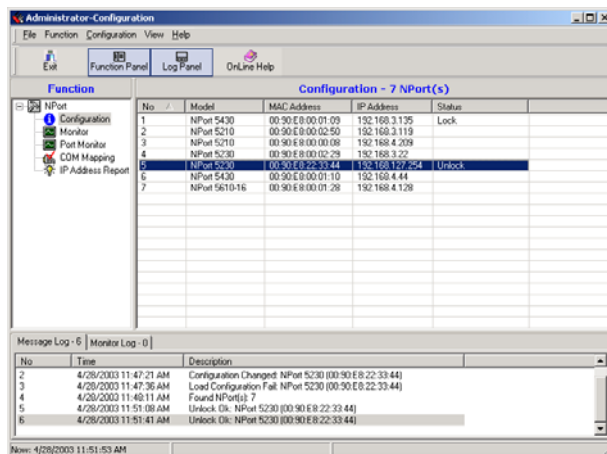 Administrator-Configuration
File Function Configuration View Help
Exit Function Panel Log Panel OnLine Help
Function
Configuration - 7 NPort(s)
NPort
Configuration
Monitor
Port Monitor
COM Mapping
IP Address Report
No Model MAC Address IP Address Status
1 NPort 5430 00:90:E8:00:01:09 192.168.3.135 Lock
2 NPort 5210 00:90:E8:00:02:50 192.168.3.119
3 NPort 5210 00:90:E8:00:00:08 192.168.4.209
4 NPort 5230 00:90:E8:00:02:29 192.168.3.22
5 NPort 5230 00:90:E8:22:33:44 192.168.127.254 Unlock
6 NPort 5430 00:90:E8:00:01:10 192.168.4.44
7 NPort 5610-16 00:90:E8:00:01:28 192.168.4.128
Message Log - 6 Monitor Log - 0
No Time Description
2 4/28/2003 11:47:21 AM Configuration Changed: NPort 5230 (00:90:E8:22:33:44)
3 4/28/2003 11:47:36 AM Load Configuration Fail: NPort 5230 (00:90:E8:22:33:44)
4 4/28/2003 11:48:11 AM Found NPort(s): 7
5 4/28/2003 11:51:08 AM Unlock Ok: NPort 5230 (00:90:E8:22:33:44)
6 4/28/2003 11:51:41 AM Unlock Ok: NPort 5230 (00:90:E8:22:33:44)
Now: 4/28/2003 11:51:53 AM